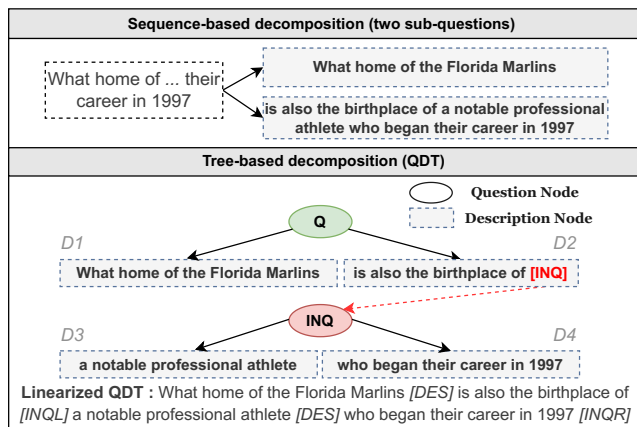 Sequence-based decomposition (two sub-questions)
What home of ... their
career in 1997
What home of the Florida Marlins
is also the birthplace of a notable professional
athlete who began their career in 1997
Tree-based decomposition (QDT)
Question Node
Description Node
Q
D1
D2
What home of the Florida Marlins
is also the birthplace of [INQ]
INQ
D3
D4
a notable professional athlete
who began their career in 1997
Linearized QDT : What home of the Florida Marlins [DES] is also the birthplace of
[INQL] a notable professional athlete [DES] who began their career in 1997 [INQR]